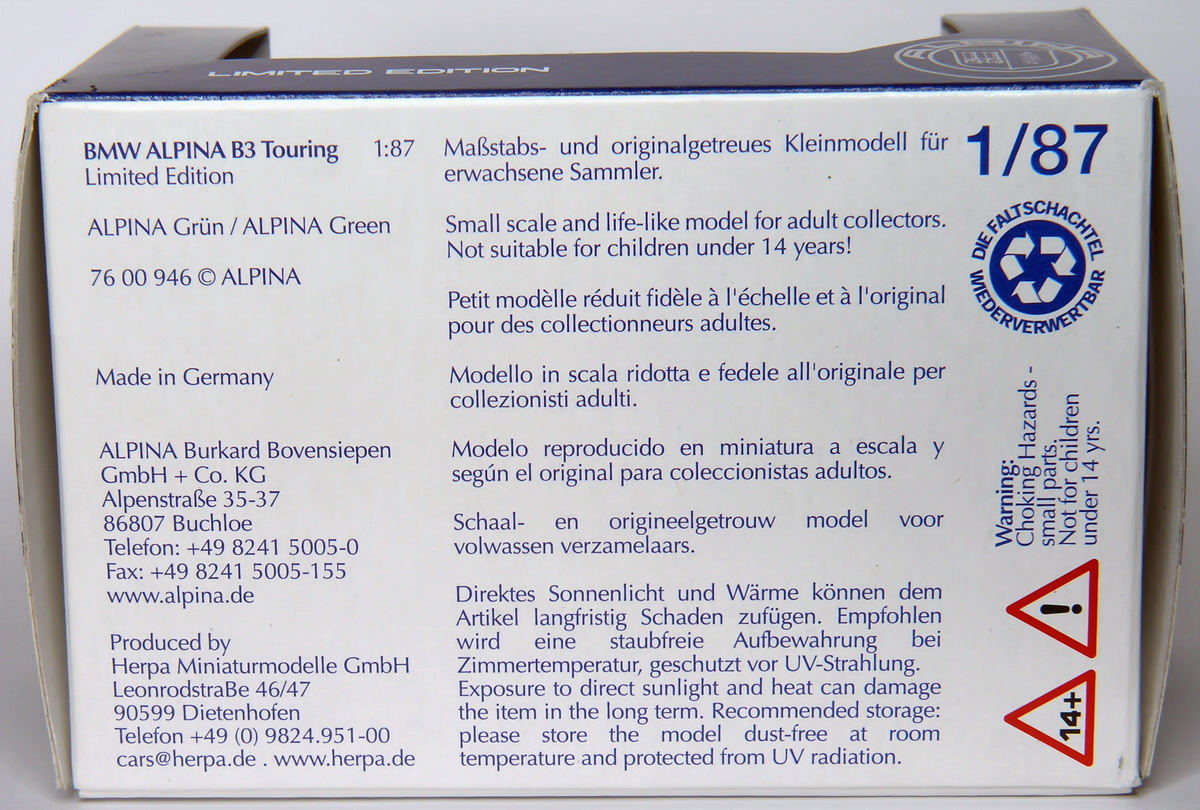 LIMITED EDITION
ALPINA
BMW ALPINA B3 Touring 1:87
Limited Edition
ALPINA Grün / ALPINA Green
76 00 946 © ALPINA
Made in Germany
ALPINA Burkard Bovensiepen
GmbH + Co. KG
Alpenstraße 35-37
86807 Buchloe
Telefon: +49 8241 5005-0
Fax: +49 8241 5005-155
www.alpina.de
Produced by
Herpa Miniaturmodelle GmbH
LeonrodstraBe 46/47
90599 Dietenhofen
Telefon +49 (0) 9824.951-00
cars@herpa.de . www.herpa.de
Maßstabs- und originalgetreues Kleinmodell für
erwachsene Sammler.
Small scale and life-like model for adult collectors.
Not suitable for children under 14 years!
Petit modèlle réduit fidèle à l'échelle et à l'original
pour des collectionneurs adultes.
Modello in scala ridotta e fedele all'originale per
collezionisti adulti.
Modelo reproducido en miniatura a escala y
según el original para coleccionistas adultos.
Schaal- en origineelgetrouw model voor
volwassen verzamelaars.
Direktes Sonnenlicht und Wärme können dem
Artikel langfristig Schaden zufügen. Empfohlen
wird eine staubfreie Aufbewahrung bei
Zimmertemperatur, geschutzt vor UV-Strahlung.
Exposure to direct sunlight and heat can damage
the item in the long term. Recommended storage:
please store the model dust-free at room
temperature and protected from UV radiation.
1/87
DIE FALTSCHACHTEL
WIEDERVERWERTBAR
Warning:
Choking Hazards -
small parts.
Not for children
under 14 yrs.
!
14+